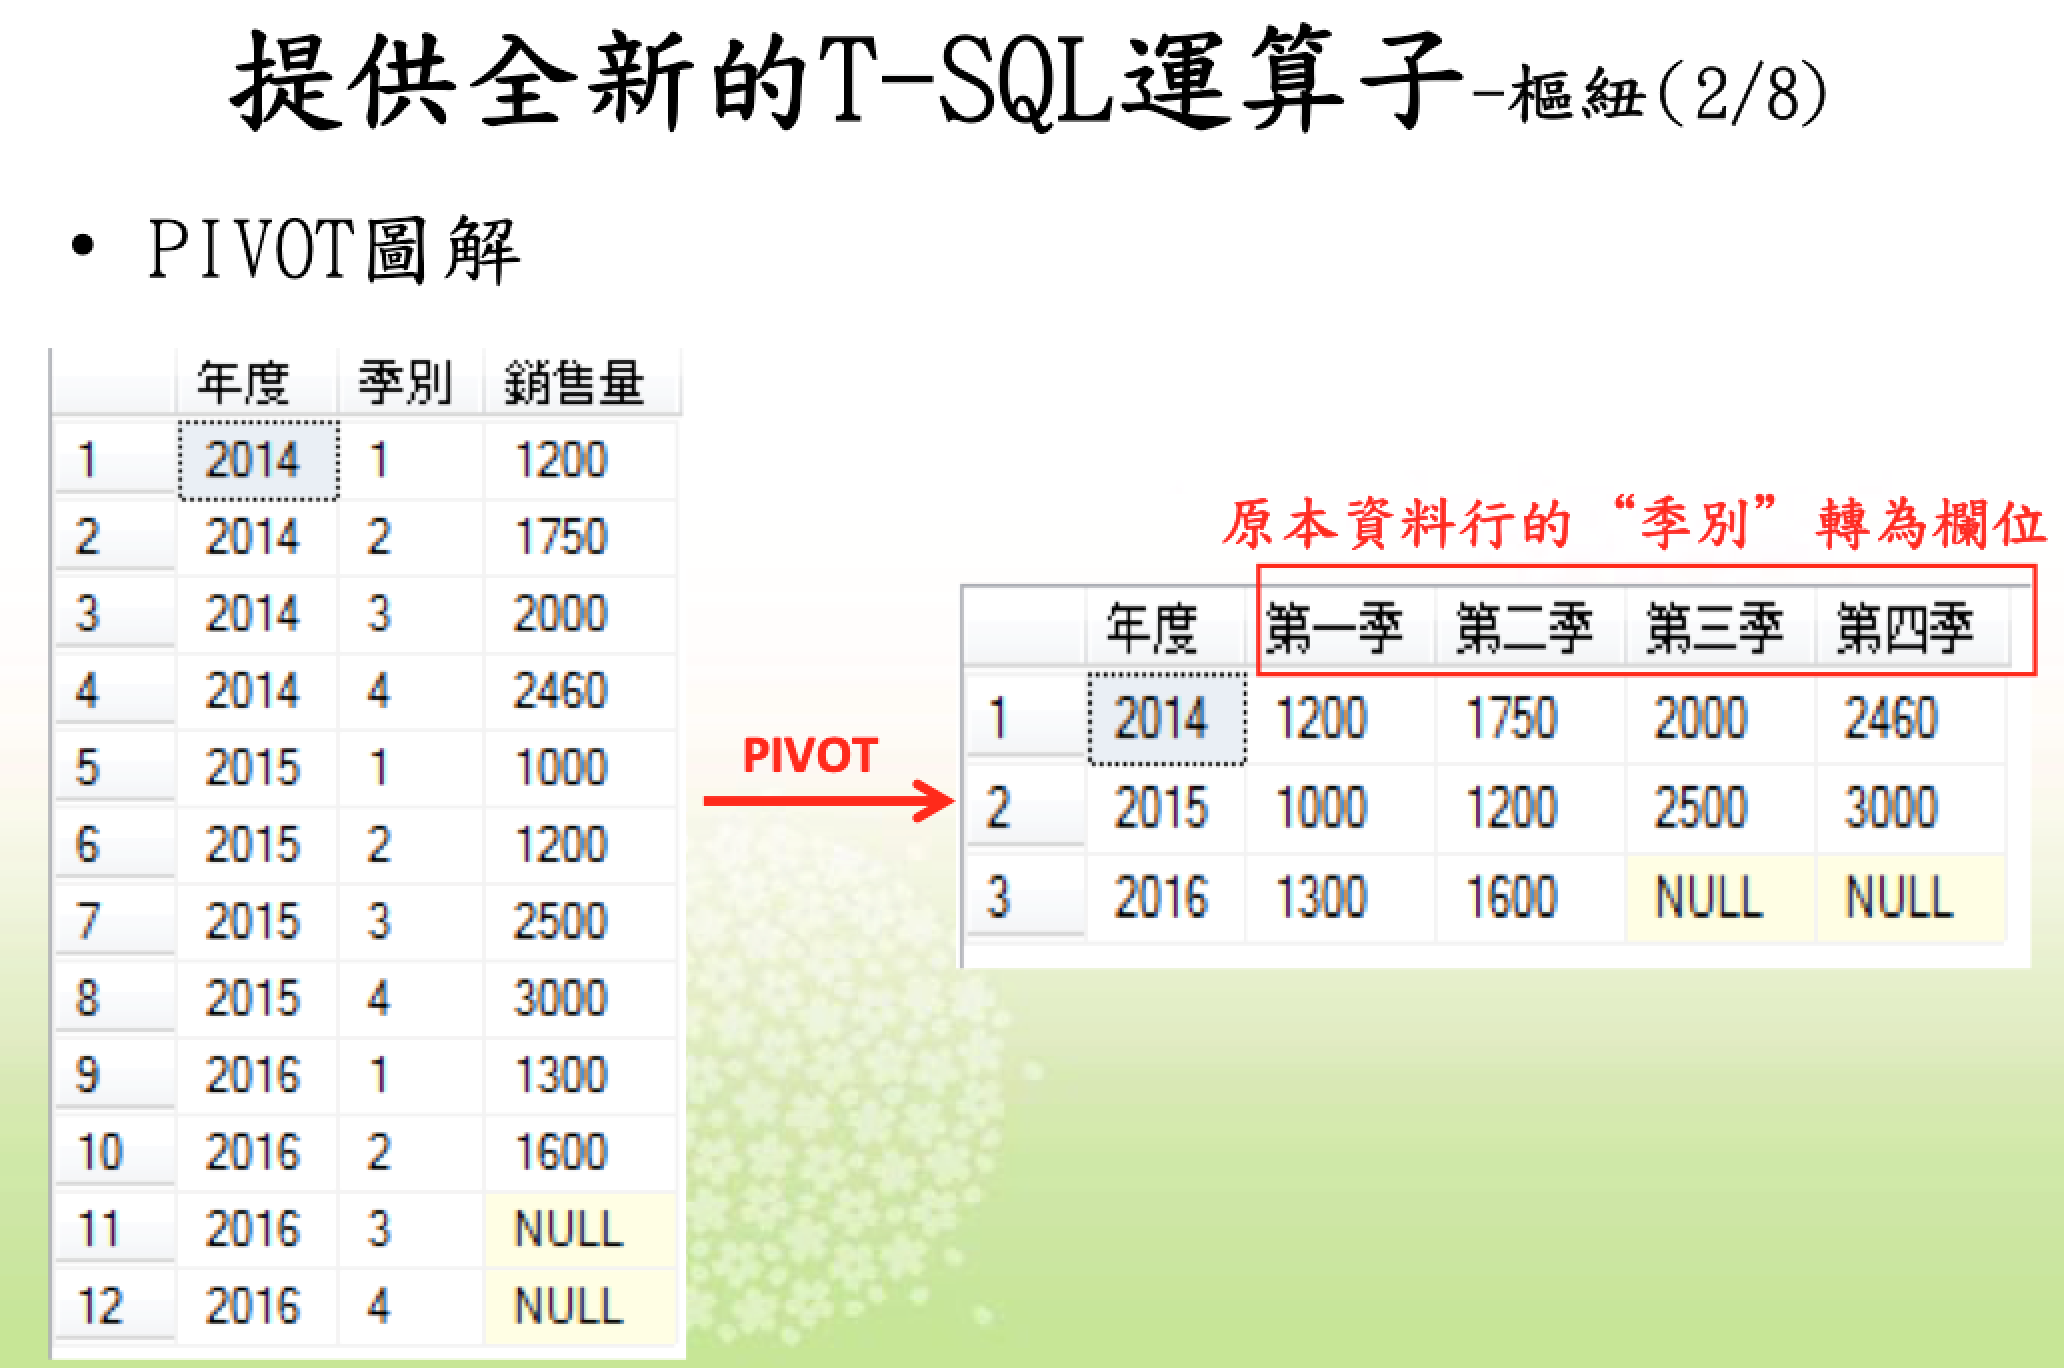 提供全新的T-SQL運算子-樞紐(2/8)
• PIVOT圖解
年度 季別 銷售量
1 2014 1 1200
2 2014 2 1750
3 2014 3 2000
4 2014 4 2460
5 2015 1 1000
6 2015 2 1200
7 2015 3 2500
8 2015 4 3000
9 2016 1 1300
10 2016 2 1600
11 2016 3 NULL
12 2016 4 NULL
PIVOT
原本資料行的“季別”轉為欄位
年度 第一季 第二季 第三季 第四季
1 2014 1200 1750 2000 2460
2 2015 1000 1200 2500 3000
3 2016 1300 1600 NULL NULL